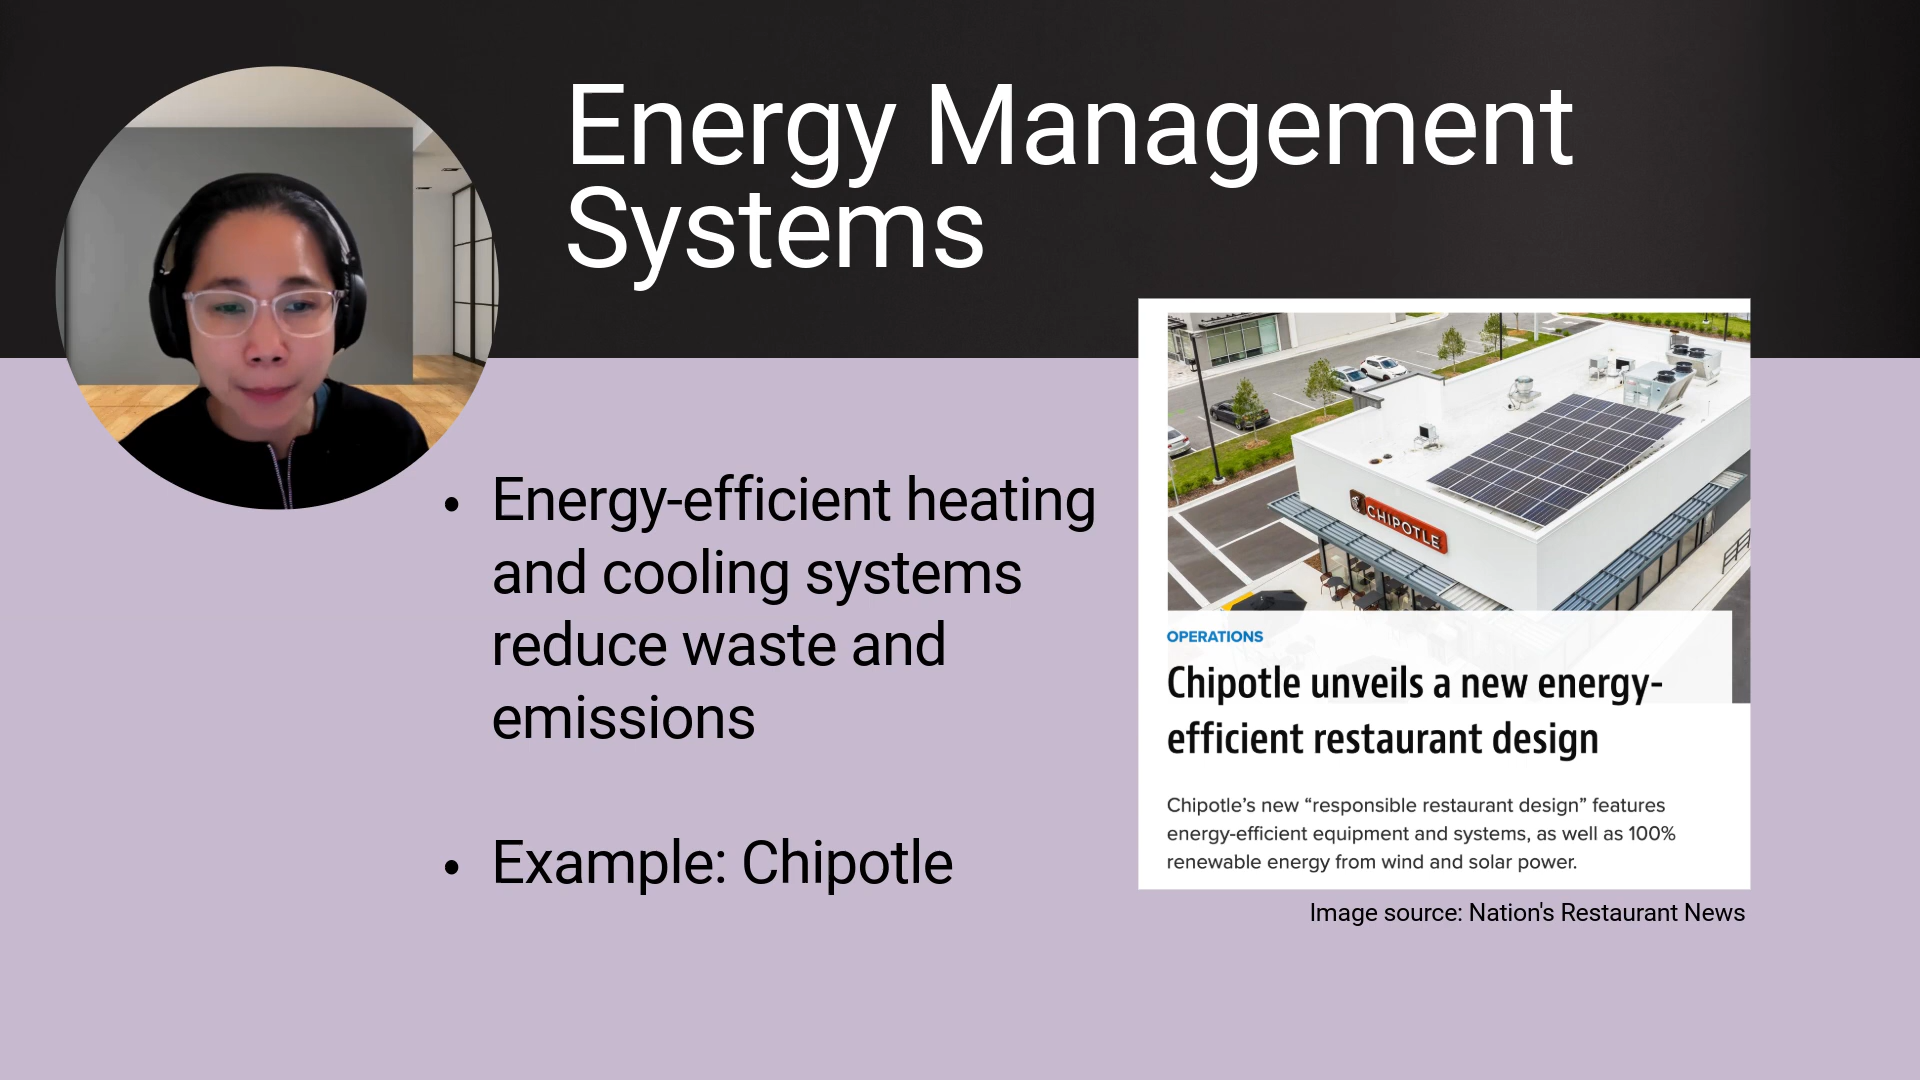 Energy Management
Systems
• Energy-efficient heating
and cooling systems
reduce waste and
emissions
• Example: Chipotle
CHIPOTLE
OPERATIONS
Chipotle unveils a new energy-
efficient restaurant design
Chipotle’s new “responsible restaurant design” features
energy-efficient equipment and systems, as well as 100%
renewable energy from wind and solar power.
Image source: Nation's Restaurant News